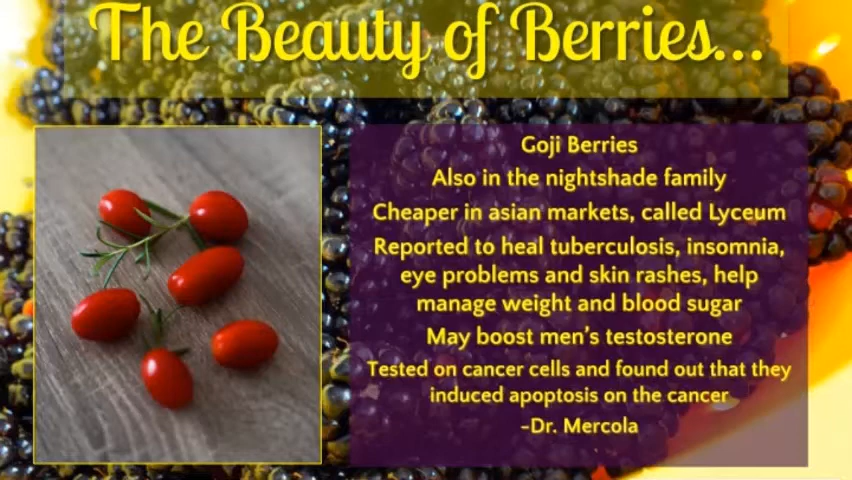 The Beauty of Berries...
Goji Berries
Also in the nightshade family
Cheaper in asian markets, called Lyceum
Reported to heal tuberculosis, insomnia,
eye problems and skin rashes, help
manage weight and blood sugar
May boost men's testosterone
Tested on cancer cells and found out that they
induced apoptosis on the cancer
-Dr. Mercola